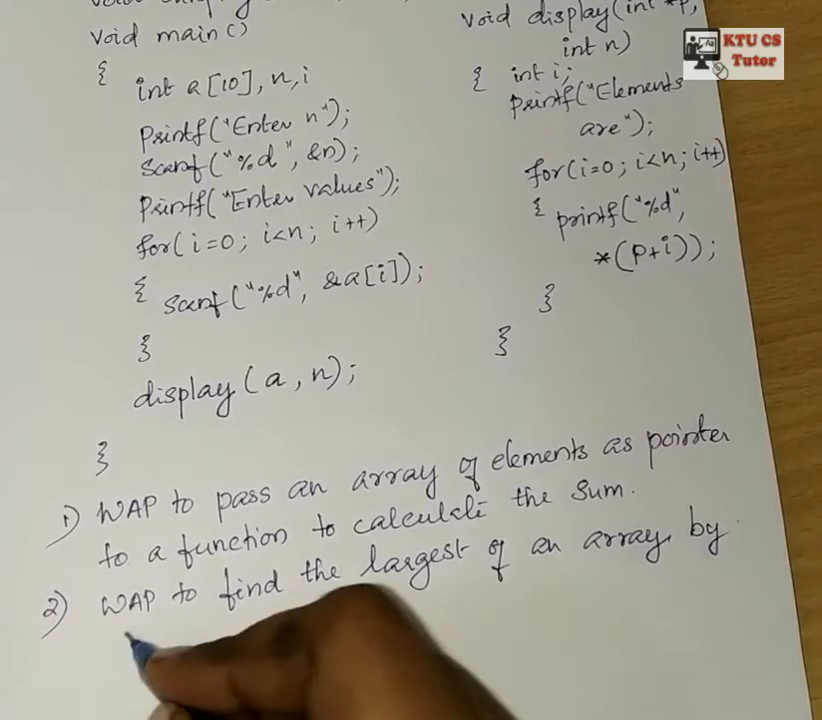 void main()
{ int a[10], n, i
printf("Enter n");
scanf("%d", &n);
printf("Enter values");
for(i=0; i<n; i++)
{ scanf("%d", &a[i]);
}
display(a, n);
}
void display(int *p,
int n)
{ int i;
printf("Elements
are");
for(i=0; i<n; i++)
{ printf("%d",
*(p+i));
}
}
1) WAP to pass an array of elements as pointer
to a function to calculate the sum.
2) WAP to find the largest of an array by
KTU CS
Tutor